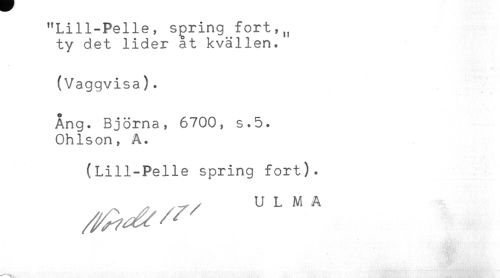 "Lill-Pelle, spring fort,
ty det lider åt kvällen."
(Vaggvisa).
Ång. Björna, 6700, s.5.
Ohlson, A.
(Lill-Pelle spring fort).
U L M A